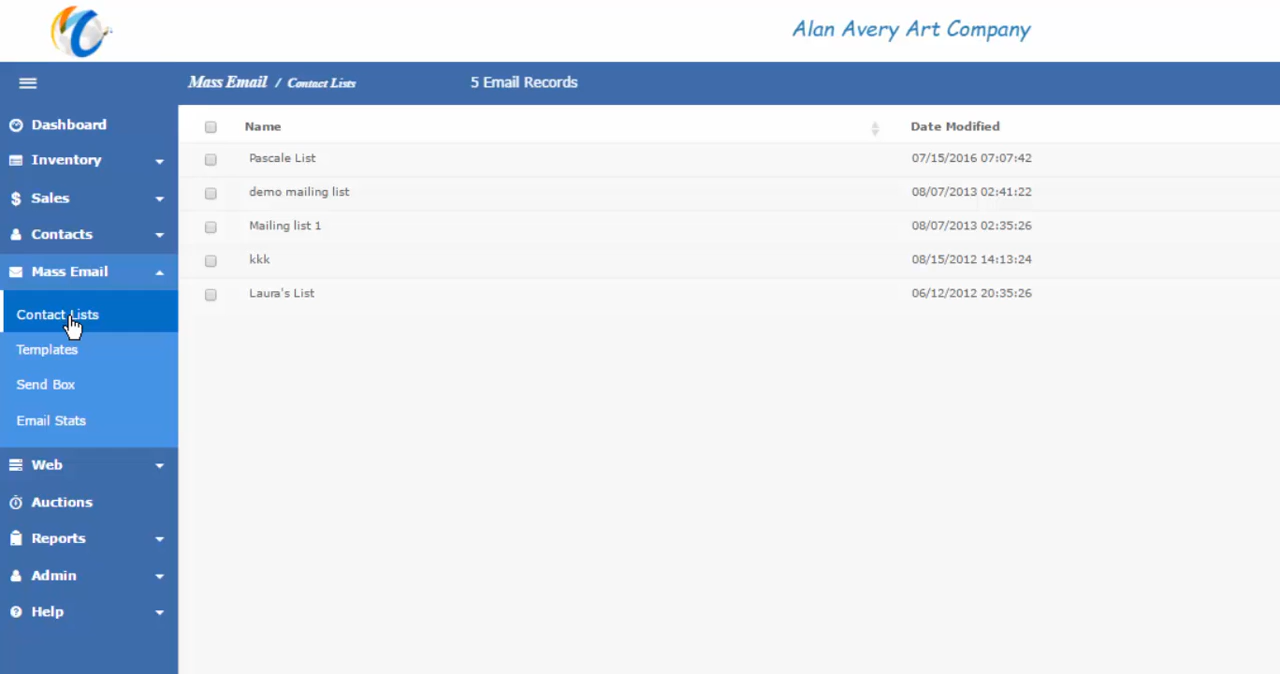 Alan Avery Art Company
Mass Email / Contact Lists 5 Email Records
Dashboard
Inventory
Sales
Contacts
Mass Email
Contact Lists
Templates
Send Box
Email Stats
Web
Auctions
Reports
Admin
Help
Name Date Modified
Pascale List 07/15/2016 07:07:42
demo mailing list 08/07/2013 02:41:22
Mailing list 1 08/07/2013 02:35:26
kkk 08/15/2012 14:13:24
Laura's List 06/12/2012 20:35:26